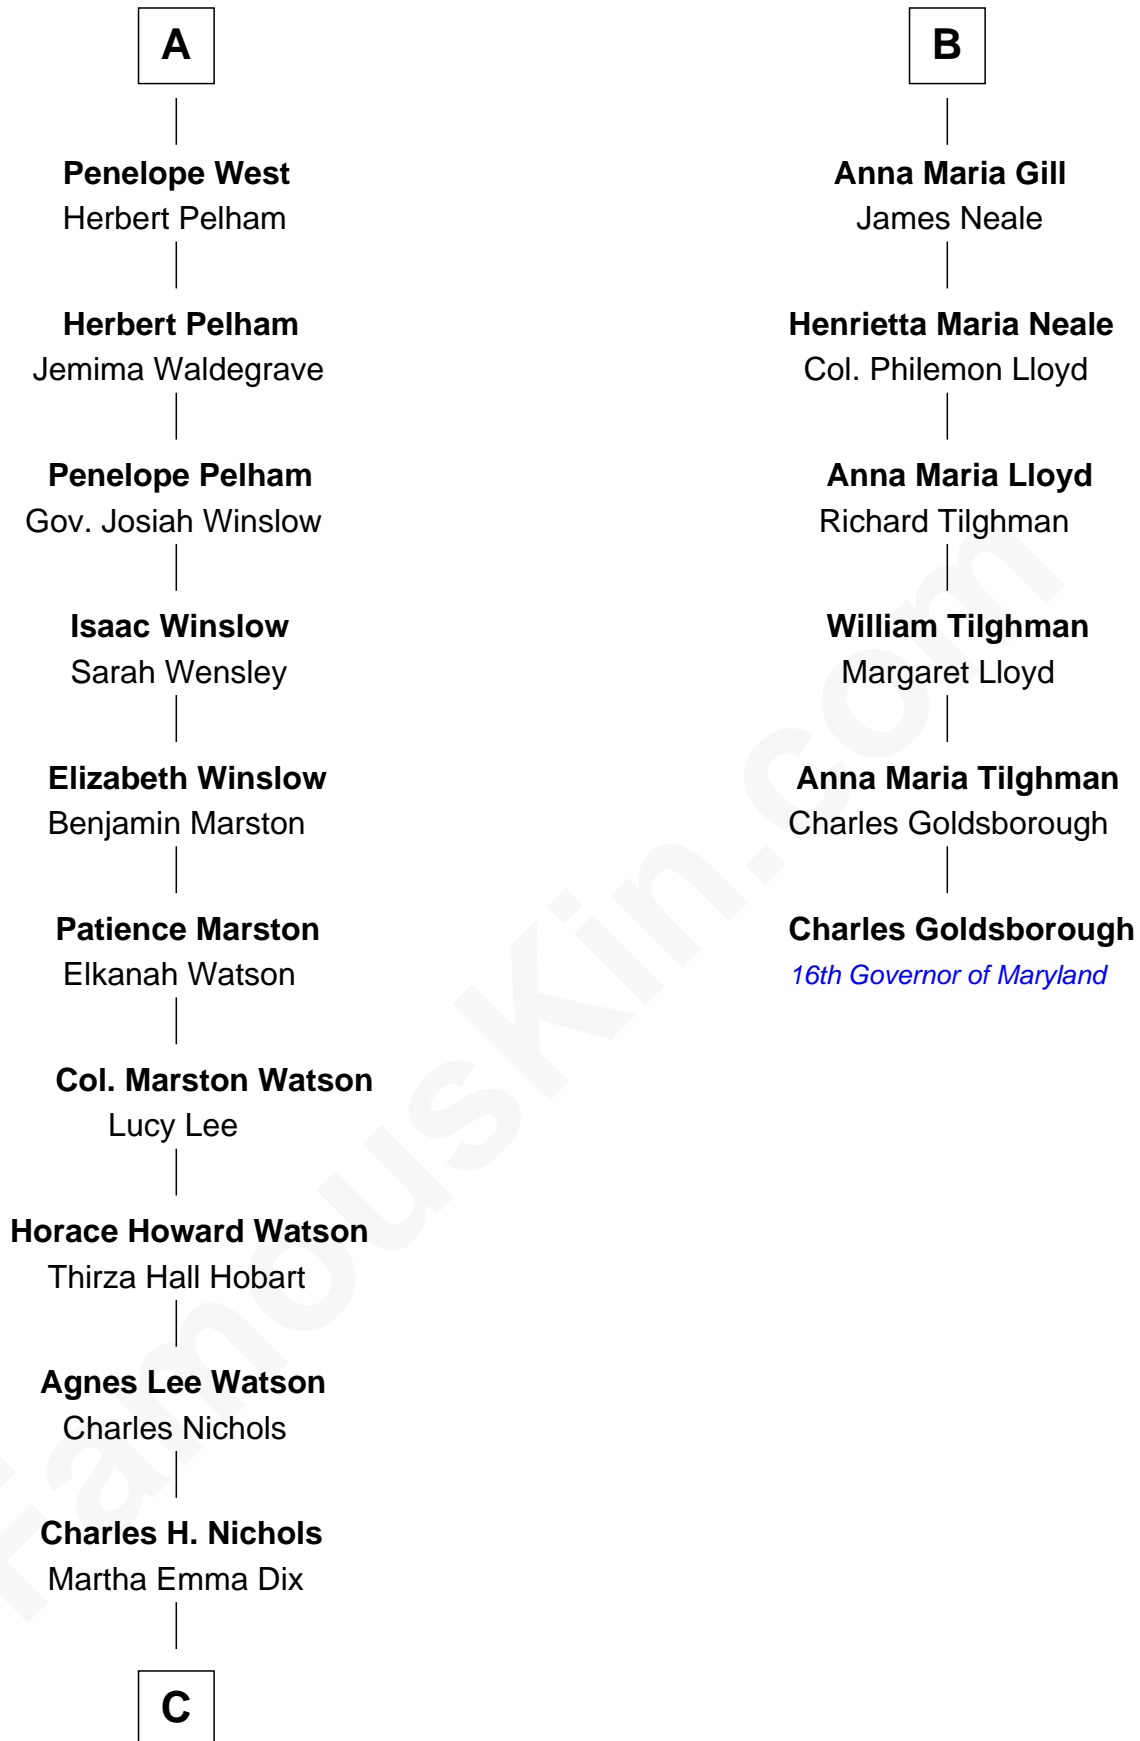 A
Penelope West
Herbert Pelham
Herbert Pelham
Jemima Waldegrave
Penelope Pelham
Gov. Josiah Winslow
Isaac Winslow
Sarah Wensley
Elizabeth Winslow
Benjamin Marston
Patience Marston
Elkanah Watson
Col. Marston Watson
Lucy Lee
Horace Howard Watson
Thirza Hall Hobart
Agnes Lee Watson
Charles Nichols
Charles H. Nichols
Martha Emma Dix
C
B
Anna Maria Gill
James Neale
Henrietta Maria Neale
Col. Philemon Lloyd
Anna Maria Lloyd
Richard Tilghman
William Tilghman
Margaret Lloyd
Anna Maria Tilghman
Charles Goldsborough
Charles Goldsborough
16th Governor of Maryland
FamousKin.com